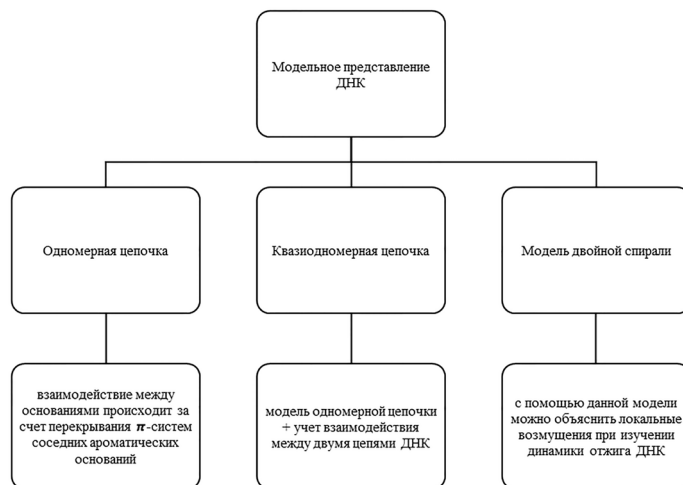 Модельное представление
ДНК
Одномерная цепочка
Квазиодномерная цепочка
Модель двойной спирали
взаимодействие между
основаниями происходит за
счет перекрывания π-систем
соседних ароматических
оснований
модель одномерной цепочки
+ учет взаимодействия
между двумя цепями ДНК
с помощью данной модели
можно объяснить локальные
возмущения при изучении
динамики отжига ДНК